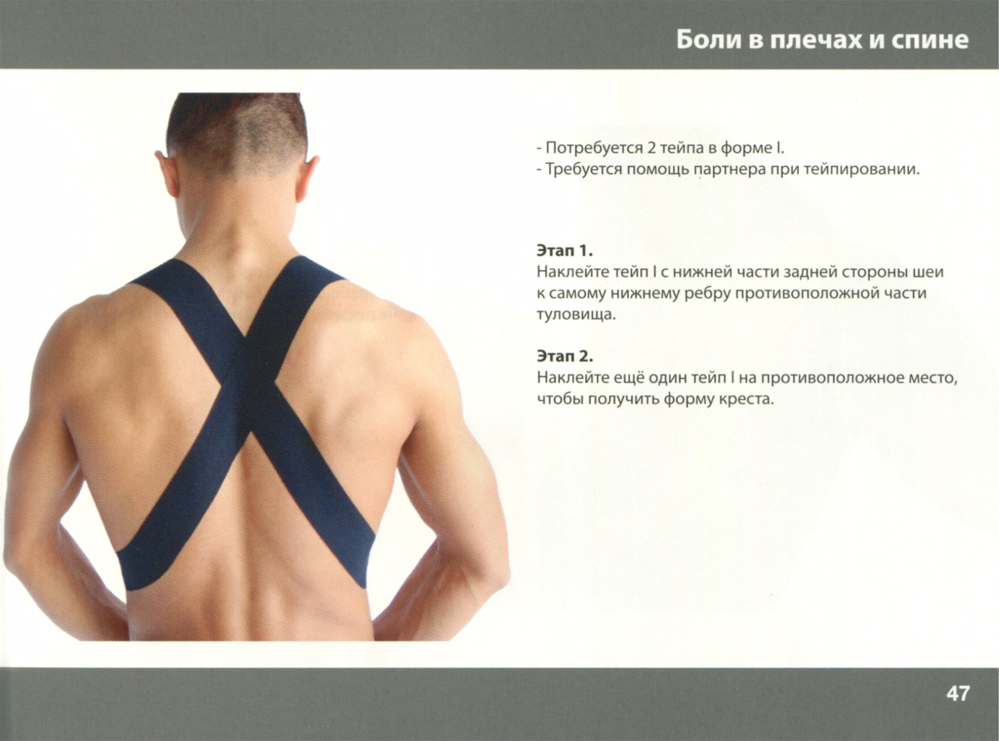 Боли в плечах и спине
- Потребуется 2 тейпа в форме I.
- Требуется помощь партнера при тейпировании.
Этап 1.
Наклейте тейп I с нижней части задней стороны шеи
к самому нижнему ребру противоположной части
туловища.
Этап 2.
Наклейте ещё один тейп I на противоположное место,
чтобы получить форму креста.
47